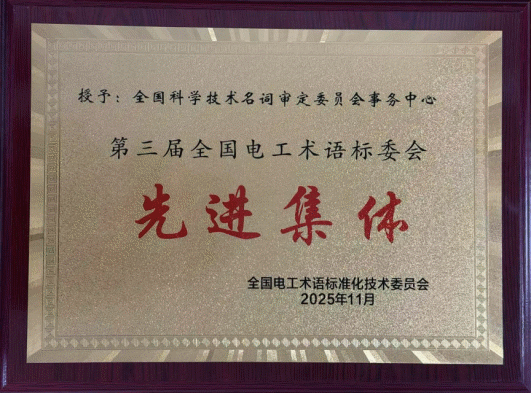 授予：全国科学技术名词审定委员会事务中心
第三届全国电工术语标委会
先进集体
全国电工术语标准化技术委员会
2025年11月